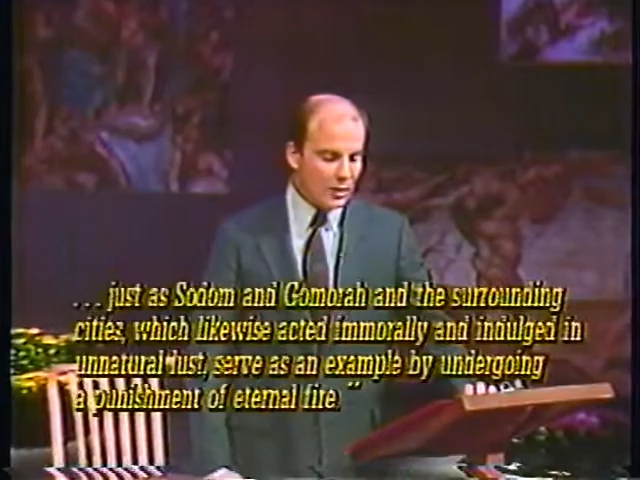 ... just as Sodom and Gomorah and the surrounding
cities, which likewise acted immorally and indulged in
unnatural lust, serve as an example by undergoing
a punishment of eternal fire."